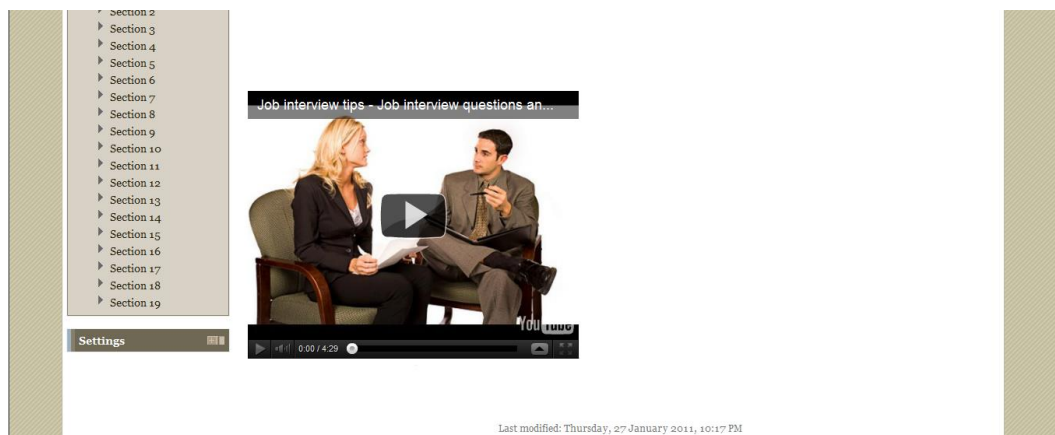 Section 2
Section 3
Section 4
Section 5
Section 6
Section 7
Section 8
Section 9
Section 10
Section 11
Section 12
Section 13
Section 14
Section 15
Section 16
Section 17
Section 18
Section 19
Settings
Job interview tips - Job interview questions an...
You Tube
0:00 / 4:29
Last modified: Thursday, 27 January 2011, 10:17 PM